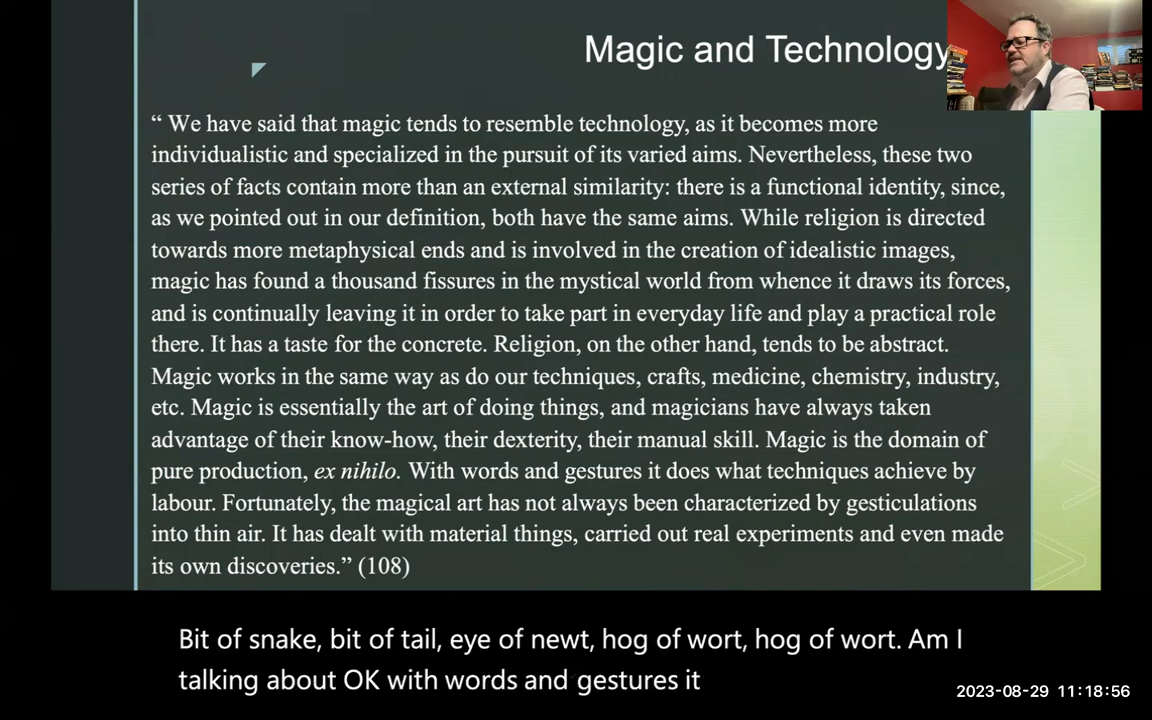 Magic and Technology
“ We have said that magic tends to resemble technology, as it becomes more
individualistic and specialized in the pursuit of its varied aims. Nevertheless, these two
series of facts contain more than an external similarity: there is a functional identity, since,
as we pointed out in our definition, both have the same aims. While religion is directed
towards more metaphysical ends and is involved in the creation of idealistic images,
magic has found a thousand fissures in the mystical world from whence it draws its forces,
and is continually leaving it in order to take part in everyday life and play a practical role
there. It has a taste for the concrete. Religion, on the other hand, tends to be abstract.
Magic works in the same way as do our techniques, crafts, medicine, chemistry, industry,
etc. Magic is essentially the art of doing things, and magicians have always taken
advantage of their know-how, their dexterity, their manual skill. Magic is the domain of
pure production, ex nihilo. With words and gestures it does what techniques achieve by
labour. Fortunately, the magical art has not always been characterized by gesticulations
into thin air. It has dealt with material things, carried out real experiments and even made
its own discoveries.” (108)
Bit of snake, bit of tail, eye of newt, hog of wort, hog of wort. Am I
talking about OK with words and gestures it
2023-08-29 11:18:56